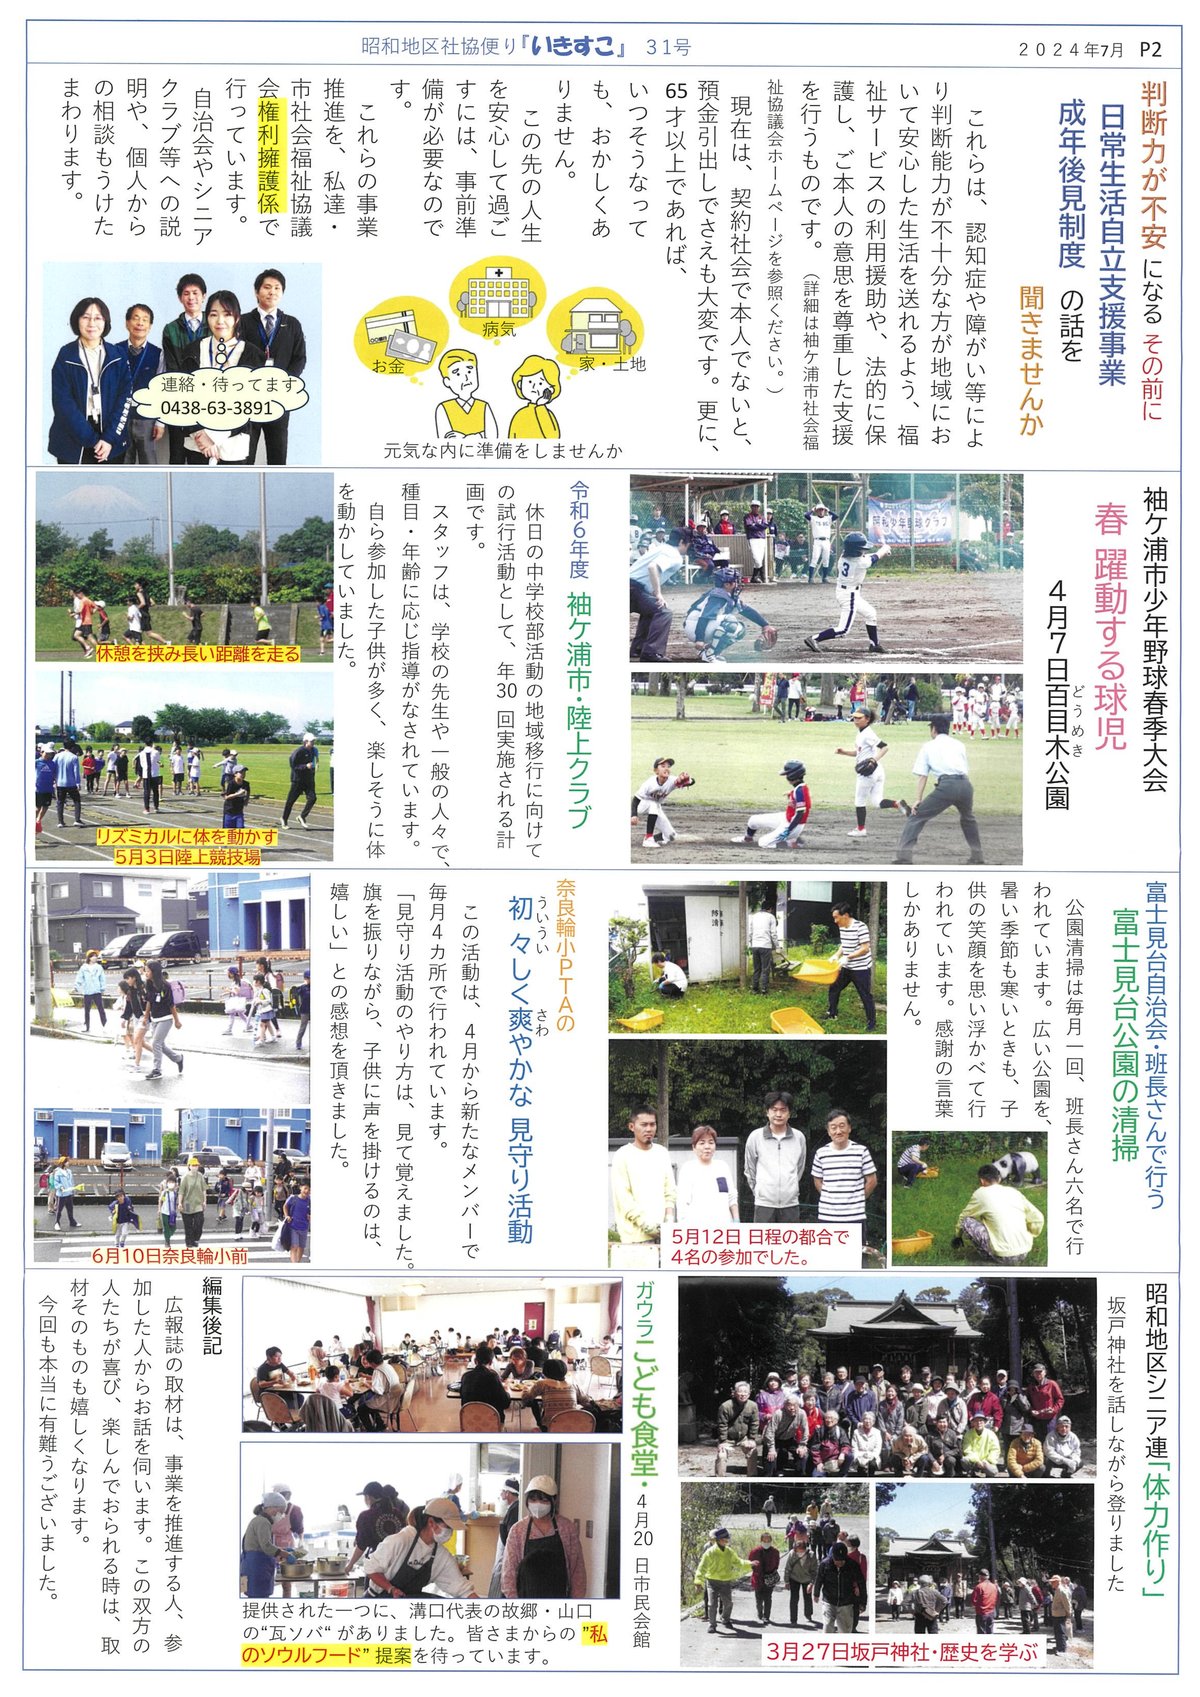 昭和地区社協便り『いきすこ』 31号
2024年7月 P2
判断力が不安 になる その前に
日常生活自立支援事業
成年後見制度 の話を
聞きませんか
これらは、認知症や障がい等によ
り判断能力が不十分な方が地域にお
いて安心した生活を送れるよう、福
祉サービスの利用援助や、法的に保
護し、ご本人の意思を尊重した支援
を行うものです。（詳細は袖ケ浦市社会福
祉協議会ホームページを参照ください。）
現在は、契約社会で本人でないと、
預金引出しでさえも大変です。更に、
65才以上であれば、
いつそうなって
も、おかしくあ
りません。
この先の人生
を安心して過ご
すには、事前準
備が必要なので
す。
これらの事業
推進を、私達・
市社会福祉協議
会権利擁護係で
行っています。
自治会やシニア
クラブ等への説
明や、個人から
の相談もうけた
まわります。
連絡・待ってます
0438-63-3891
お金
病気
家・土地
元気な内に準備をしませんか
袖ケ浦市少年野球春季大会
春 躍動する球児
4月7日百目木公園
どうめき
昭和少年野球クラブ
3
令和6年度 袖ケ浦市・陸上クラブ
休日の中学校部活動の地域移行に向けて
の試行活動として、年30回実施される計
画です。
スタッフは、学校の先生や一般の人々で、
種目・年齢に応じ指導がなされています。
自ら参加した子供が多く、楽しそうに体
を動かしていました。
休憩を挟み長い距離を走る
リズミカルに体を動かす
5月3日陸上競技場
富士見台自治会・班長さんで行う
富士見台公園の清掃
公園清掃は毎月一回、班長さん六名で行
われています。広い公園を、
暑い季節も寒いときも、子
供の笑顔を思い浮かべて行
われています。感謝の言葉
しかありません。
5月12日 日程の都合で
4名の参加でした。
奈良輪小PTAの
初々しく爽やかな 見守り活動
ういうい
さわ
この活動は、4月から新たなメンバーで
毎月4カ所で行われています。
「見守り活動のやり方は、見て覚えました。
旗を振りながら、子供に声を掛けるのは、
嬉しい」との感想を頂きました。
6月10日奈良輪小前
昭和地区シニア連「体力作り」
坂戸神社を話しながら登りました
3月27日坂戸神社・歴史を学ぶ
ガウラ こども食堂・4月20日市民会館
提供された一つに、溝口代表の故郷・山口
の“瓦ソバ“ がありました。皆さまからの ”私
のソウルフード” 提案を待っています。
編集後記
広報誌の取材は、事業を推進する人、参
加した人からお話を伺います。この双方の
人たちが喜び、楽しんでおられる時は、取
材そのものも嬉しくなります。
今回も本当に有難うございました。